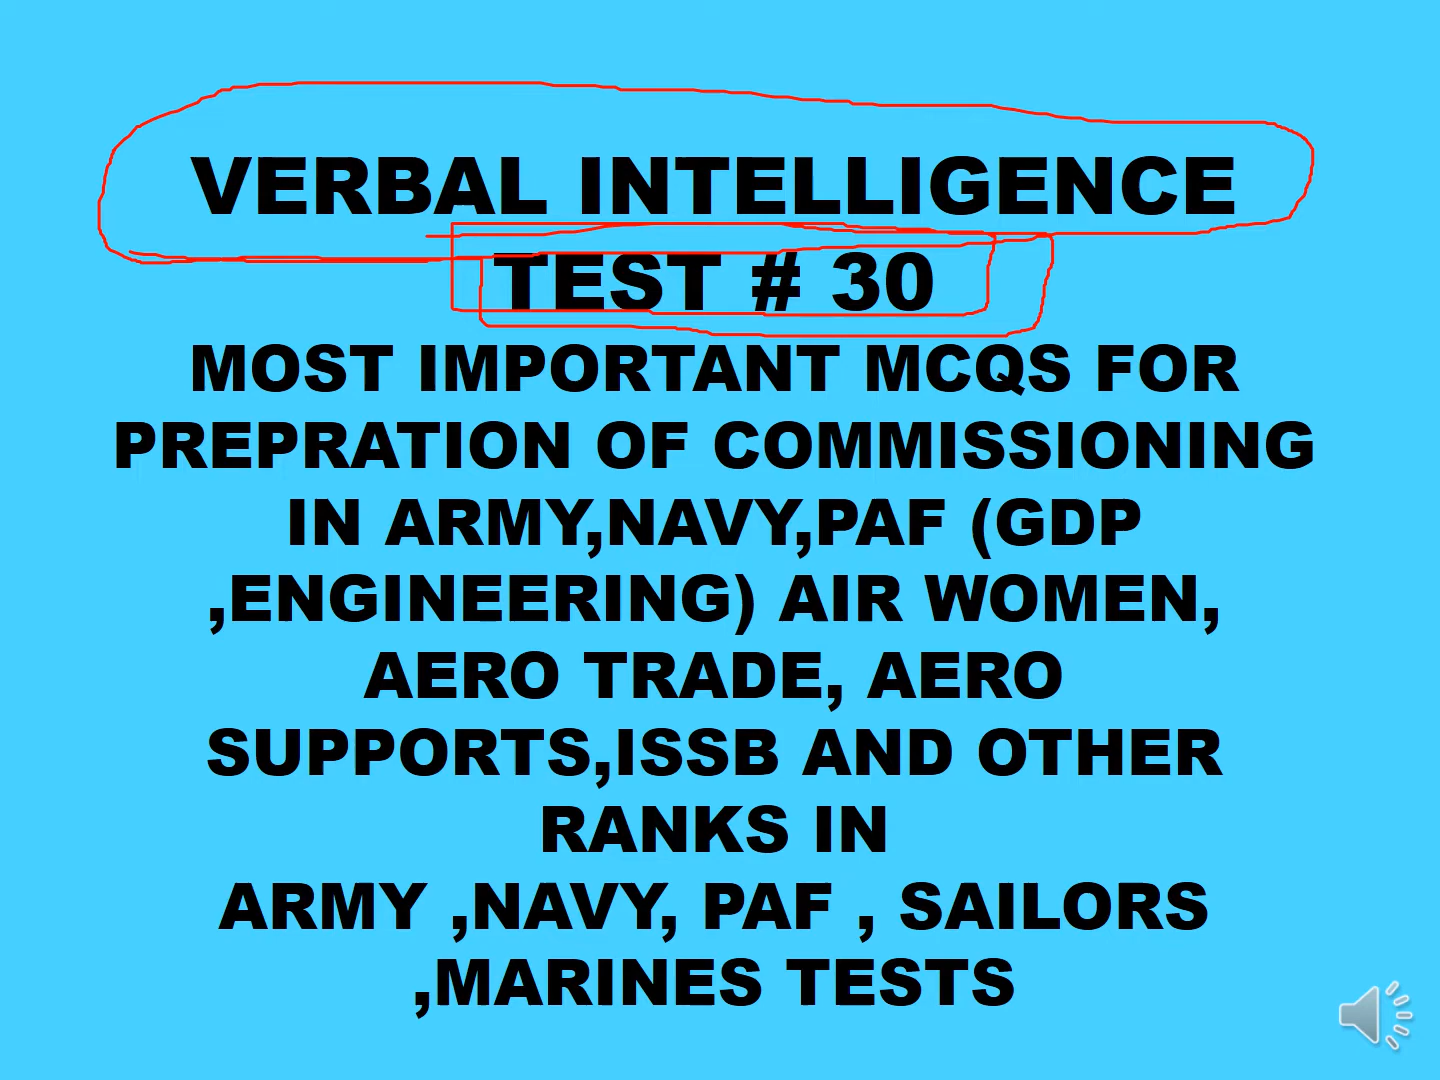 VERBAL INTELLIGENCE
TEST # 30
MOST IMPORTANT MCQS FOR
PREPRATION OF COMMISSIONING
IN ARMY,NAVY,PAF (GDP
,ENGINEERING) AIR WOMEN,
AERO TRADE, AERO
SUPPORTS,ISSB AND OTHER
RANKS IN
ARMY ,NAVY, PAF , SAILORS
,MARINES TESTS